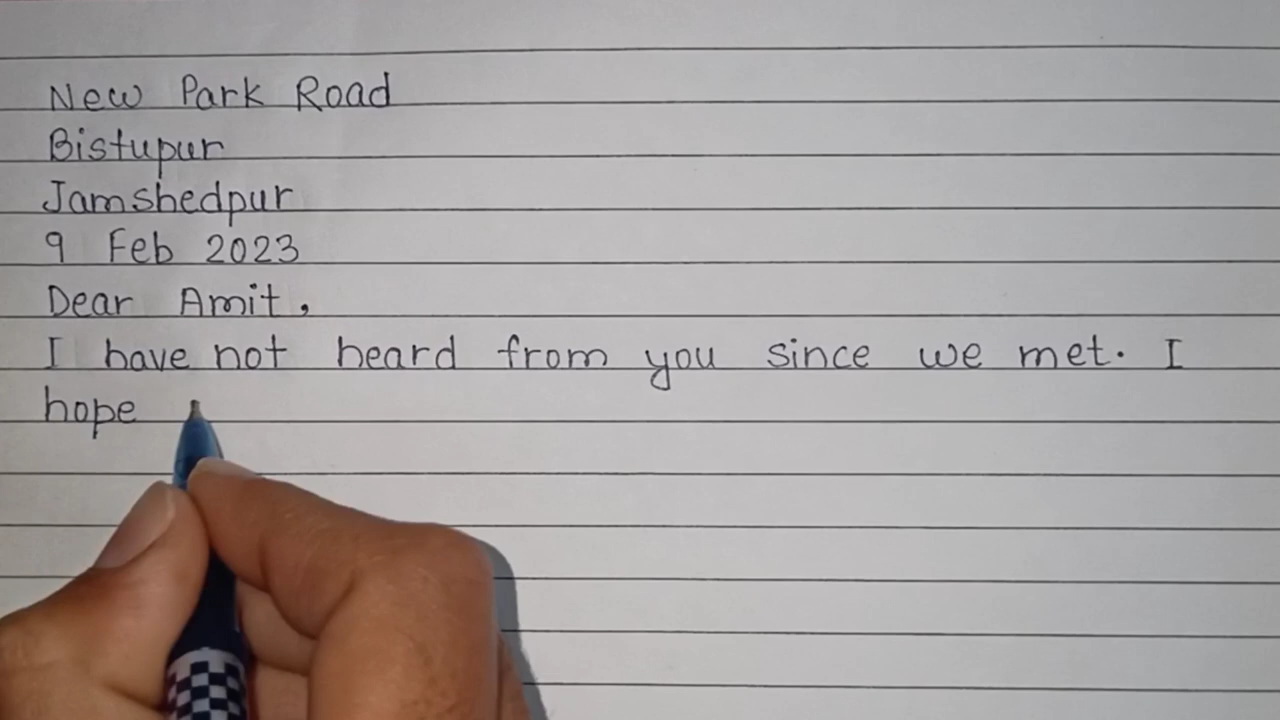 New Park Road
Bistupur
Jamshedpur
9 Feb 2023
Dear Amit,
I have not heard from you since we met. I
hope